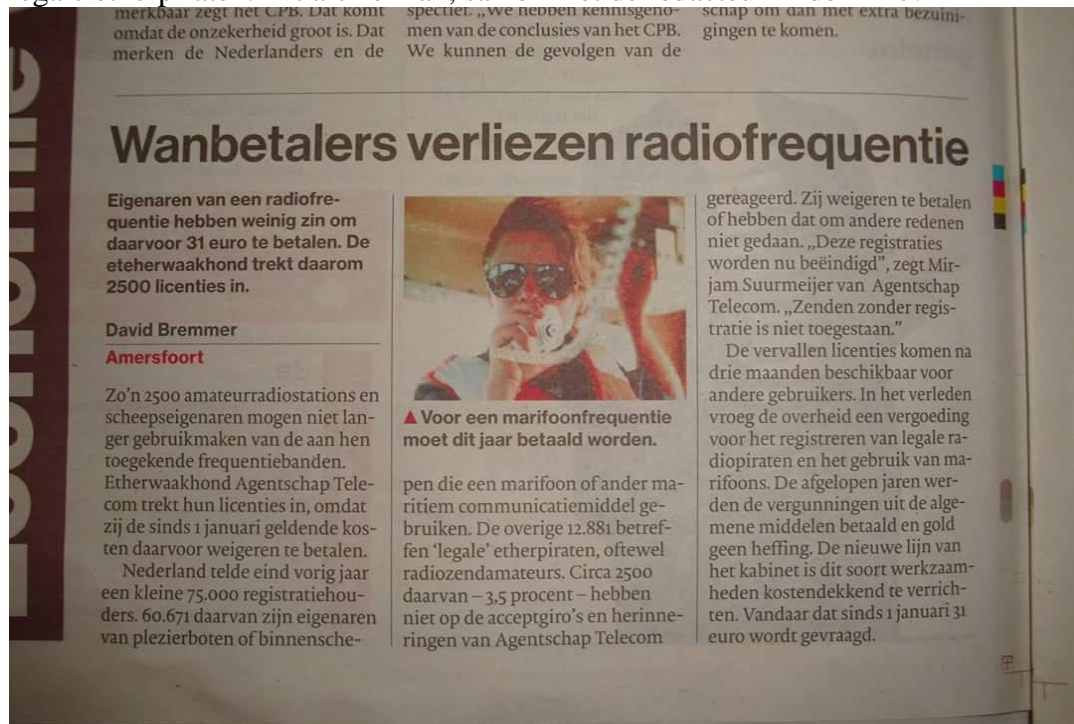 merkbaar zegt het CPB. Dat komt
omdat de onzekerheid groot is. Dat
merken de Nederlanders en de
spectief. „We hebben kennisgeno-
men van de conclusies van het CPB.
We kunnen de gevolgen van de
schap om dan met extra bezuini-
gingen te komen.
Wanbetalers verliezen radiofrequentie
Eigenaren van een radiofre-
quentie hebben weinig zin om
daarvoor 31 euro te betalen. De
eteherwaakhond trekt daarom
2500 licenties in.
David Bremmer
Amersfoort
Zo’n 2500 amateurradiostations en
scheepseigenaren mogen niet lan-
ger gebruikmaken van de aan hen
toegekende frequentiebanden.
Etherwaakhond Agentschap Tele-
com trekt hun licenties in, omdat
zij de sinds 1 januari geldende kos-
ten daarvoor weigeren te betalen.
Nederland telde eind vorig jaar
een kleine 75.000 registratiehou-
ders. 60.671 daarvan zijn eigenaren
van plezierboten of binnensche-
▲ Voor een marifoonfrequentie
moet dit jaar betaald worden.
pen die een marifoon of ander ma-
ritiem communicatiemiddel ge-
bruiken. De overige 12.881 betref-
fen ‘legale’ etherpiraten, oftewel
radiozendamateurs. Circa 2500
daarvan – 3,5 procent – hebben
niet op de acceptgiro’s en herinne-
ringen van Agentschap Telecom
gereageerd. Zij weigeren te betalen
of hebben dat om andere redenen
niet gedaan. „Deze registraties
worden nu beëindigd”, zegt Mir-
jam Suurmeijer van Agentschap
Telecom. „Zenden zonder regis-
tratie is niet toegestaan.”
De vervallen licenties komen na
drie maanden beschikbaar voor
andere gebruikers. In het verleden
vroeg de overheid een vergoeding
voor het registreren van legale ra-
diopiraten en het gebruik van ma-
rifoons. De afgelopen jaren wer-
den de vergunningen uit de alge-
mene middelen betaald en gold
geen heffing. De nieuwe lijn van
het kabinet is dit soort werkzaam-
heden kostendekkend te verrich-
ten. Vandaar dat sinds 1 januari 31
euro wordt gevraagd.